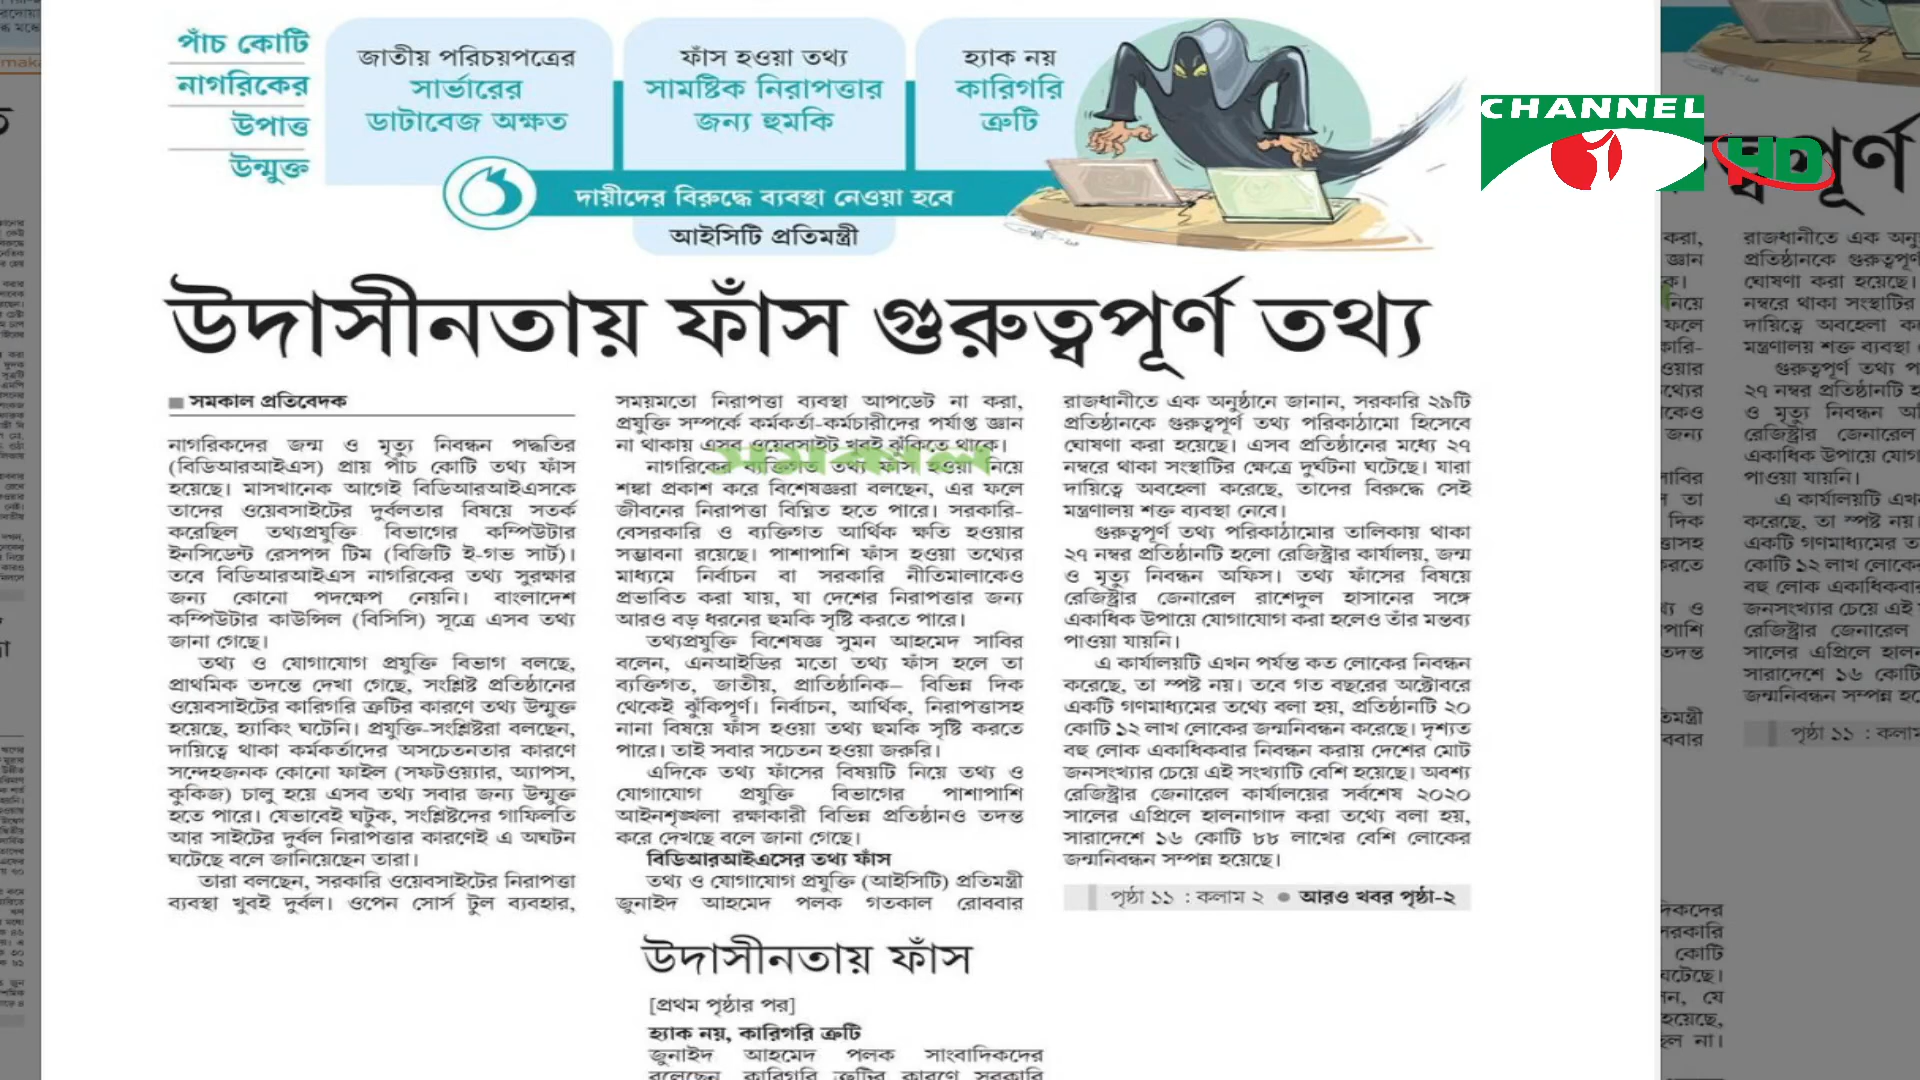 পাঁচ কোটি
নাগরিকের
উপাত্ত
উন্মুক্ত
জাতীয় পরিচয়পত্রের
সার্ভারের
ডাটাবেজ অক্ষত
ফাঁস হওয়া তথ্য
সামষ্টিক নিরাপত্তার
জন্য হুমকি
হ্যাক নয়
কারিগরি
ত্রুটি
দায়ীদের বিরুদ্ধে ব্যবস্থা নেওয়া হবে
আইসিটি প্রতিমন্ত্রী
CHANNEL
HD
উদাসীনতায় ফাঁস গুরুত্বপূর্ণ তথ্য
সমকাল প্রতিবেদক
নাগরিকদের জন্ম ও মৃত্যু নিবন্ধন পদ্ধতির
(বিডিআরআইএস) প্রায় পাঁচ কোটি তথ্য ফাঁস
হয়েছে। মাসখানেক আগেই বিডিআরআইএসকে
তাদের ওয়েবসাইটের দুর্বলতার বিষয়ে সতর্ক
করেছিল তথ্যপ্রযুক্তি বিভাগের কম্পিউটার
ইনসিডেন্ট রেসপন্স টিম (বিজিটি ই-গভ সার্ট)।
তবে বিডিআরআইএস নাগরিকের তথ্য সুরক্ষার
জন্য কোনো পদক্ষেপ নেয়নি। বাংলাদেশ
কম্পিউটার কাউন্সিল (বিসিসি) সূত্রে এসব তথ্য
জানা গেছে।
তথ্য ও যোগাযোগ প্রযুক্তি বিভাগ বলছে,
প্রাথমিক তদন্তে দেখা গেছে, সংশ্লিষ্ট প্রতিষ্ঠানের
ওয়েবসাইটের কারিগরি ত্রুটির কারণে তথ্য উন্মুক্ত
হয়েছে, হ্যাকিং ঘটেনি। প্রযুক্তি-সংশ্লিষ্টরা বলছেন,
দায়িত্বে থাকা কর্মকর্তাদের অসচেতনতার কারণে
সন্দেহজনক কোনো ফাইল (সফটওয়্যার, অ্যাপস,
কুকিজ) চালু হয়ে এসব তথ্য সবার জন্য উন্মুক্ত
হতে পারে। যেভাবেই ঘটুক, সংশ্লিষ্টদের গাফিলতি
আর সাইটের দুর্বল নিরাপত্তার কারণেই এ অঘটন
ঘটেছে বলে জানিয়েছেন তারা।
তারা বলছেন, সরকারি ওয়েবসাইটের নিরাপত্তা
ব্যবস্থা খুবই দুর্বল। ওপেন সোর্স টুল ব্যবহার,
সময়মতো নিরাপত্তা ব্যবস্থা আপডেট না করা,
প্রযুক্তি সম্পর্কে কর্মকর্তা-কর্মচারীদের পর্যাপ্ত জ্ঞান
না থাকায় এসব ওয়েবসাইট খুবই ঝুঁকিতে থাকে।
সমকাল
নাগরিকের ব্যক্তিগত তথ্য ফাঁস হওয়া নিয়ে
শঙ্কা প্রকাশ করে বিশেষজ্ঞরা বলছেন, এর ফলে
জীবনের নিরাপত্তা বিঘ্নিত হতে পারে। সরকারি-
বেসরকারি ও ব্যক্তিগত আর্থিক ক্ষতি হওয়ার
সম্ভাবনা রয়েছে। পাশাপাশি ফাঁস হওয়া তথ্যের
মাধ্যমে নির্বাচন বা সরকারি নীতিমালাকেও
প্রভাবিত করা যায়, যা দেশের নিরাপত্তার জন্য
আরও বড় ধরনের হুমকি সৃষ্টি করতে পারে।
তথ্যপ্রযুক্তি বিশেষজ্ঞ সুমন আহমেদ সাবির
বলেন, এনআইডির মতো তথ্য ফাঁস হলে তা
ব্যক্তিগত, জাতীয়, প্রাতিষ্ঠানিক– বিভিন্ন দিক
থেকেই ঝুঁকিপূর্ণ। নির্বাচন, আর্থিক, নিরাপত্তাসহ
নানা বিষয়ে ফাঁস হওয়া তথ্য হুমকি সৃষ্টি করতে
পারে। তাই সবার সচেতন হওয়া জরুরি।
এদিকে তথ্য ফাঁসের বিষয়টি নিয়ে তথ্য ও
যোগাযোগ প্রযুক্তি বিভাগের পাশাপাশি
আইনশৃঙ্খলা রক্ষাকারী বিভিন্ন প্রতিষ্ঠানও তদন্ত
করে দেখছে বলে জানা গেছে।
বিডিআরআইএসের তথ্য ফাঁস
তথ্য ও যোগাযোগ প্রযুক্তি (আইসিটি) প্রতিমন্ত্রী
জুনাইদ আহমেদ পলক গতকাল রোববার
রাজধানীতে এক অনুষ্ঠানে জানান, সরকারি ২৯টি
প্রতিষ্ঠানকে গুরুত্বপূর্ণ তথ্য পরিকাঠামো হিসেবে
ঘোষণা করা হয়েছে। এসব প্রতিষ্ঠানের মধ্যে ২৭
নম্বরে থাকা সংস্থাটির ক্ষেত্রে দুর্ঘটনা ঘটেছে। যারা
দায়িত্বে অবহেলা করেছে, তাদের বিরুদ্ধে সেই
মন্ত্রণালয় শক্ত ব্যবস্থা নেবে।
গুরুত্বপূর্ণ তথ্য পরিকাঠামোর তালিকায় থাকা
২৭ নম্বর প্রতিষ্ঠানটি হলো রেজিস্ট্রার কার্যালয়, জন্ম
ও মৃত্যু নিবন্ধন অফিস। তথ্য ফাঁসের বিষয়ে
রেজিস্ট্রার জেনারেল রাশেদুল হাসানের সঙ্গে
একাধিক উপায়ে যোগাযোগ করা হলেও তাঁর মন্তব্য
পাওয়া যায়নি।
এ কার্যালয়টি এখন পর্যন্ত কত লোকের নিবন্ধন
করেছে, তা স্পষ্ট নয়। তবে গত বছরের অক্টোবরে
একটি গণমাধ্যমের তথ্যে বলা হয়, প্রতিষ্ঠানটি ২০
কোটি ১২ লাখ লোকের জন্মনিবন্ধন করেছে। দৃশ্যত
বহু লোক একাধিকবার নিবন্ধন করায় দেশের মোট
জনসংখ্যার চেয়ে এই সংখ্যাটি বেশি হয়েছে। অবশ্য
রেজিস্ট্রার জেনারেল কার্যালয়ের সর্বশেষ ২০২০
সালের এপ্রিলে হালনাগাদ করা তথ্যে বলা হয়,
সারাদেশে ১৬ কোটি ৮৮ লাখের বেশি লোকের
জন্মনিবন্ধন সম্পন্ন হয়েছে।
পৃষ্ঠা ১১ : কলাম ২ ● আরও খবর পৃষ্ঠা-২
উদাসীনতায় ফাঁস
[প্রথম পৃষ্ঠার পর]
হ্যাক নয়, কারিগরি ত্রুটি
জুনাইদ আহমেদ পলক সাংবাদিকদের
বলেছেন, কারিগরি ত্রুটির কারণে সরকারি